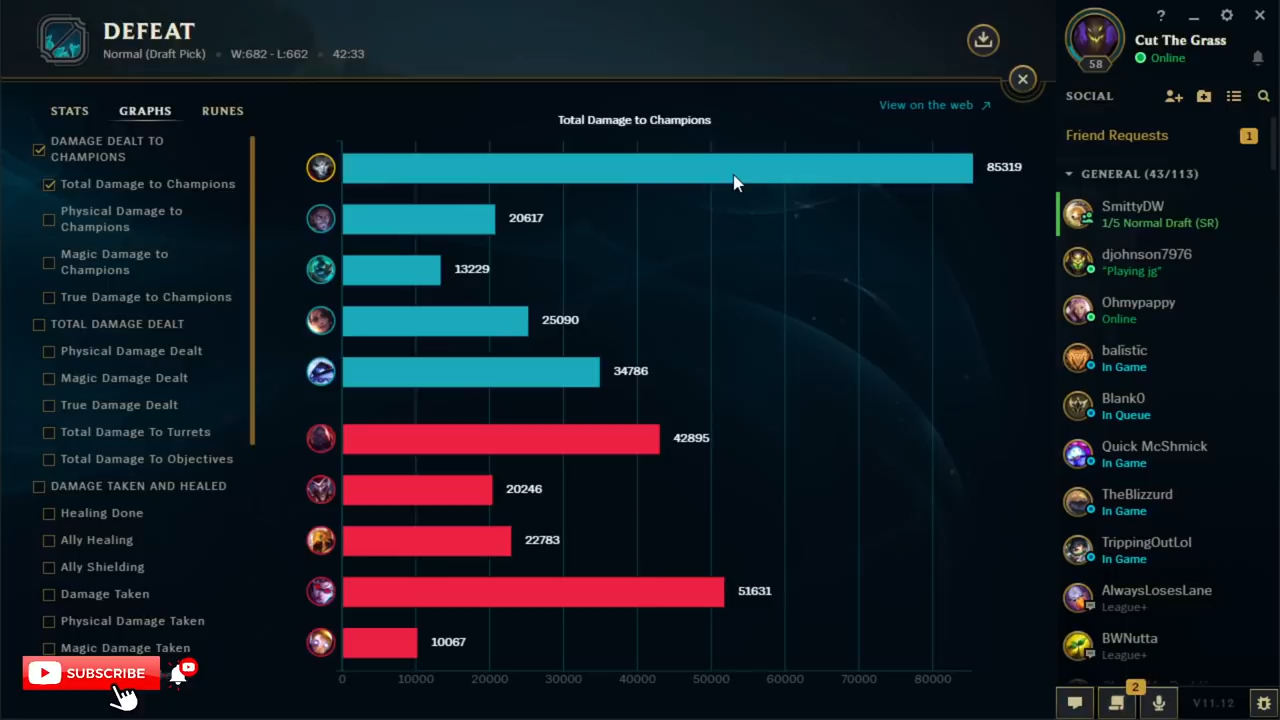 DEFEAT
Normal (Draft Pick) W:682 - L:662 42:33
STATS GRAPHS RUNES
View on the web
DAMAGE DEALT TO
CHAMPIONS
Total Damage to Champions
Physical Damage to
Champions
Magic Damage to
Champions
True Damage to Champions
TOTAL DAMAGE DEALT
Physical Damage Dealt
Magic Damage Dealt
True Damage Dealt
Total Damage To Turrets
Total Damage To Objectives
DAMAGE TAKEN AND HEALED
Healing Done
Ally Healing
Ally Shielding
Damage Taken
Physical Damage Taken
Magic Damage Taken
SUBSCRIBE
Total Damage to Champions
85319
20617
13229
25090
34786
42895
20246
22783
51631
10067
0 10000 20000 30000 40000 50000 60000 70000 80000
?
58
Cut The Grass
Online
SOCIAL
Friend Requests 1
GENERAL (43/113)
SmittyDW
1/5 Normal Draft (SR)
djohnson7976
"Playing jg"
Ohmypappy
Online
balïstïc
In Game
Blank0
In Queue
Quick McShmick
In Game
TheBlizzurd
In Game
TrippingOutLol
In Game
AlwaysLosesLane
League+
BWNutta
League+
2
V11.12